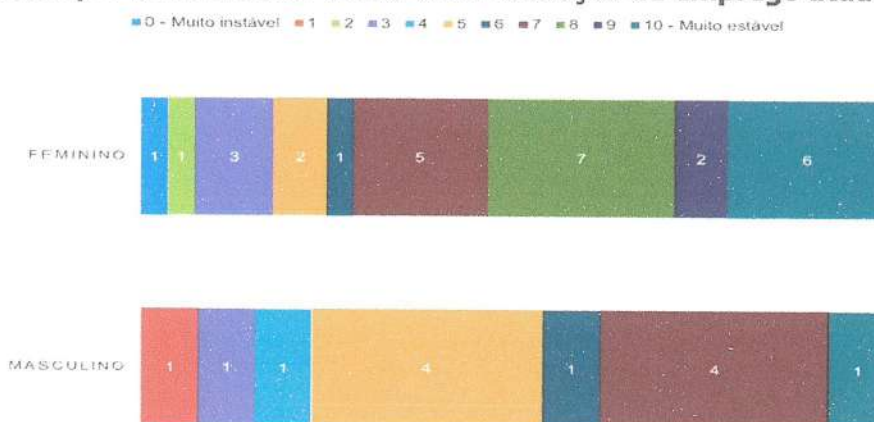 0 - Muito instável 1 2 3 4 5 6 7 8 9 10 - Muito estável
FEMININO 1 1 3 2 1 5 7 2 6
MASCULINO 1 1 1 4 1 4 1